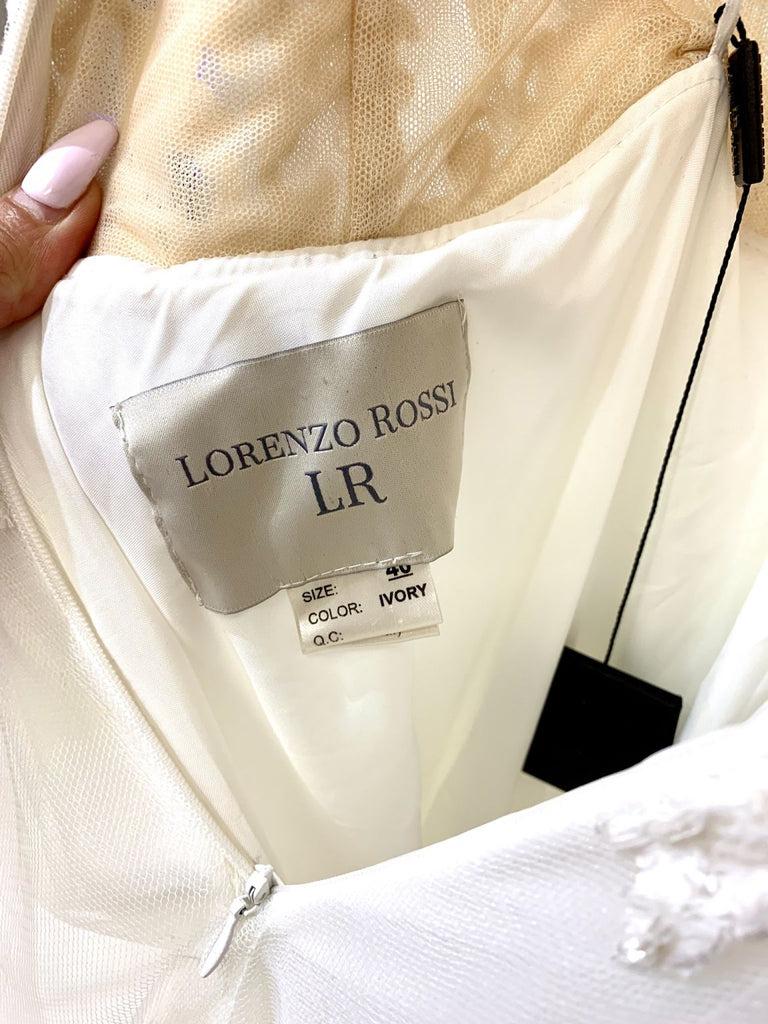 LORENZO ROSSI
LR
SIZE: 40
COLOR: IVORY
Q.C: